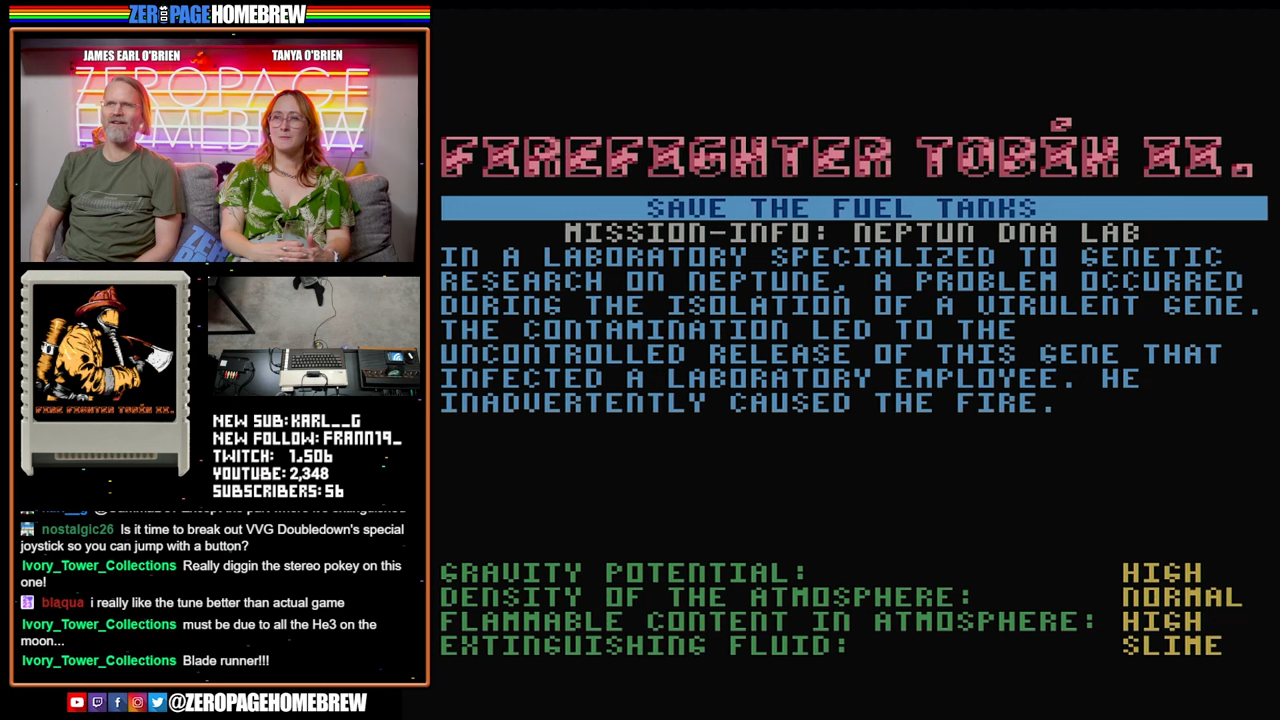 ZEROPAGEHOMEBREW
JAMES EARL O'BRIEN
TANYA O'BRIEN
ZEROPAGE
HOMEBREW
FIRE FIGHTER TOBIK II.
NEW SUB: KARL__G
NEW FOLLOW: FRANN19_
TWITCH: 1,506
YOUTUBE: 2,348
SUBSCRIBERS: 56
nostalgic26 Is it time to break out VVG Doubledown's special
joystick so you can jump with a button?
Ivory_Tower_Collections Really diggin the stereo pokey on this
one!
blaqua i really like the tune better than actual game
Ivory_Tower_Collections must be due to all the He3 on the
moon...
Ivory_Tower_Collections Blade runner!!!
@ZEROPAGEHOMEBREW
FIREFIGHTER TOBÍK II.
SAVE THE FUEL TANKS
MISSION-INFO: NEPTUN DNA LAB
IN A LABORATORY SPECIALIZED TO GENETIC
RESEARCH ON NEPTUNE, A PROBLEM OCCURRED
DURING THE ISOLATION OF A VIRULENT GENE.
THE CONTAMINATION LED TO THE
UNCONTROLLED RELEASE OF THIS GENE THAT
INFECTED A LABORATORY EMPLOYEE. HE
INADVERTENTLY CAUSED THE FIRE.
GRAVITY POTENTIAL: HIGH
DENSITY OF THE ATMOSPHERE: NORMAL
FLAMMABLE CONTENT IN ATMOSPHERE: HIGH
EXTINGUISHING FLUID: SLIME